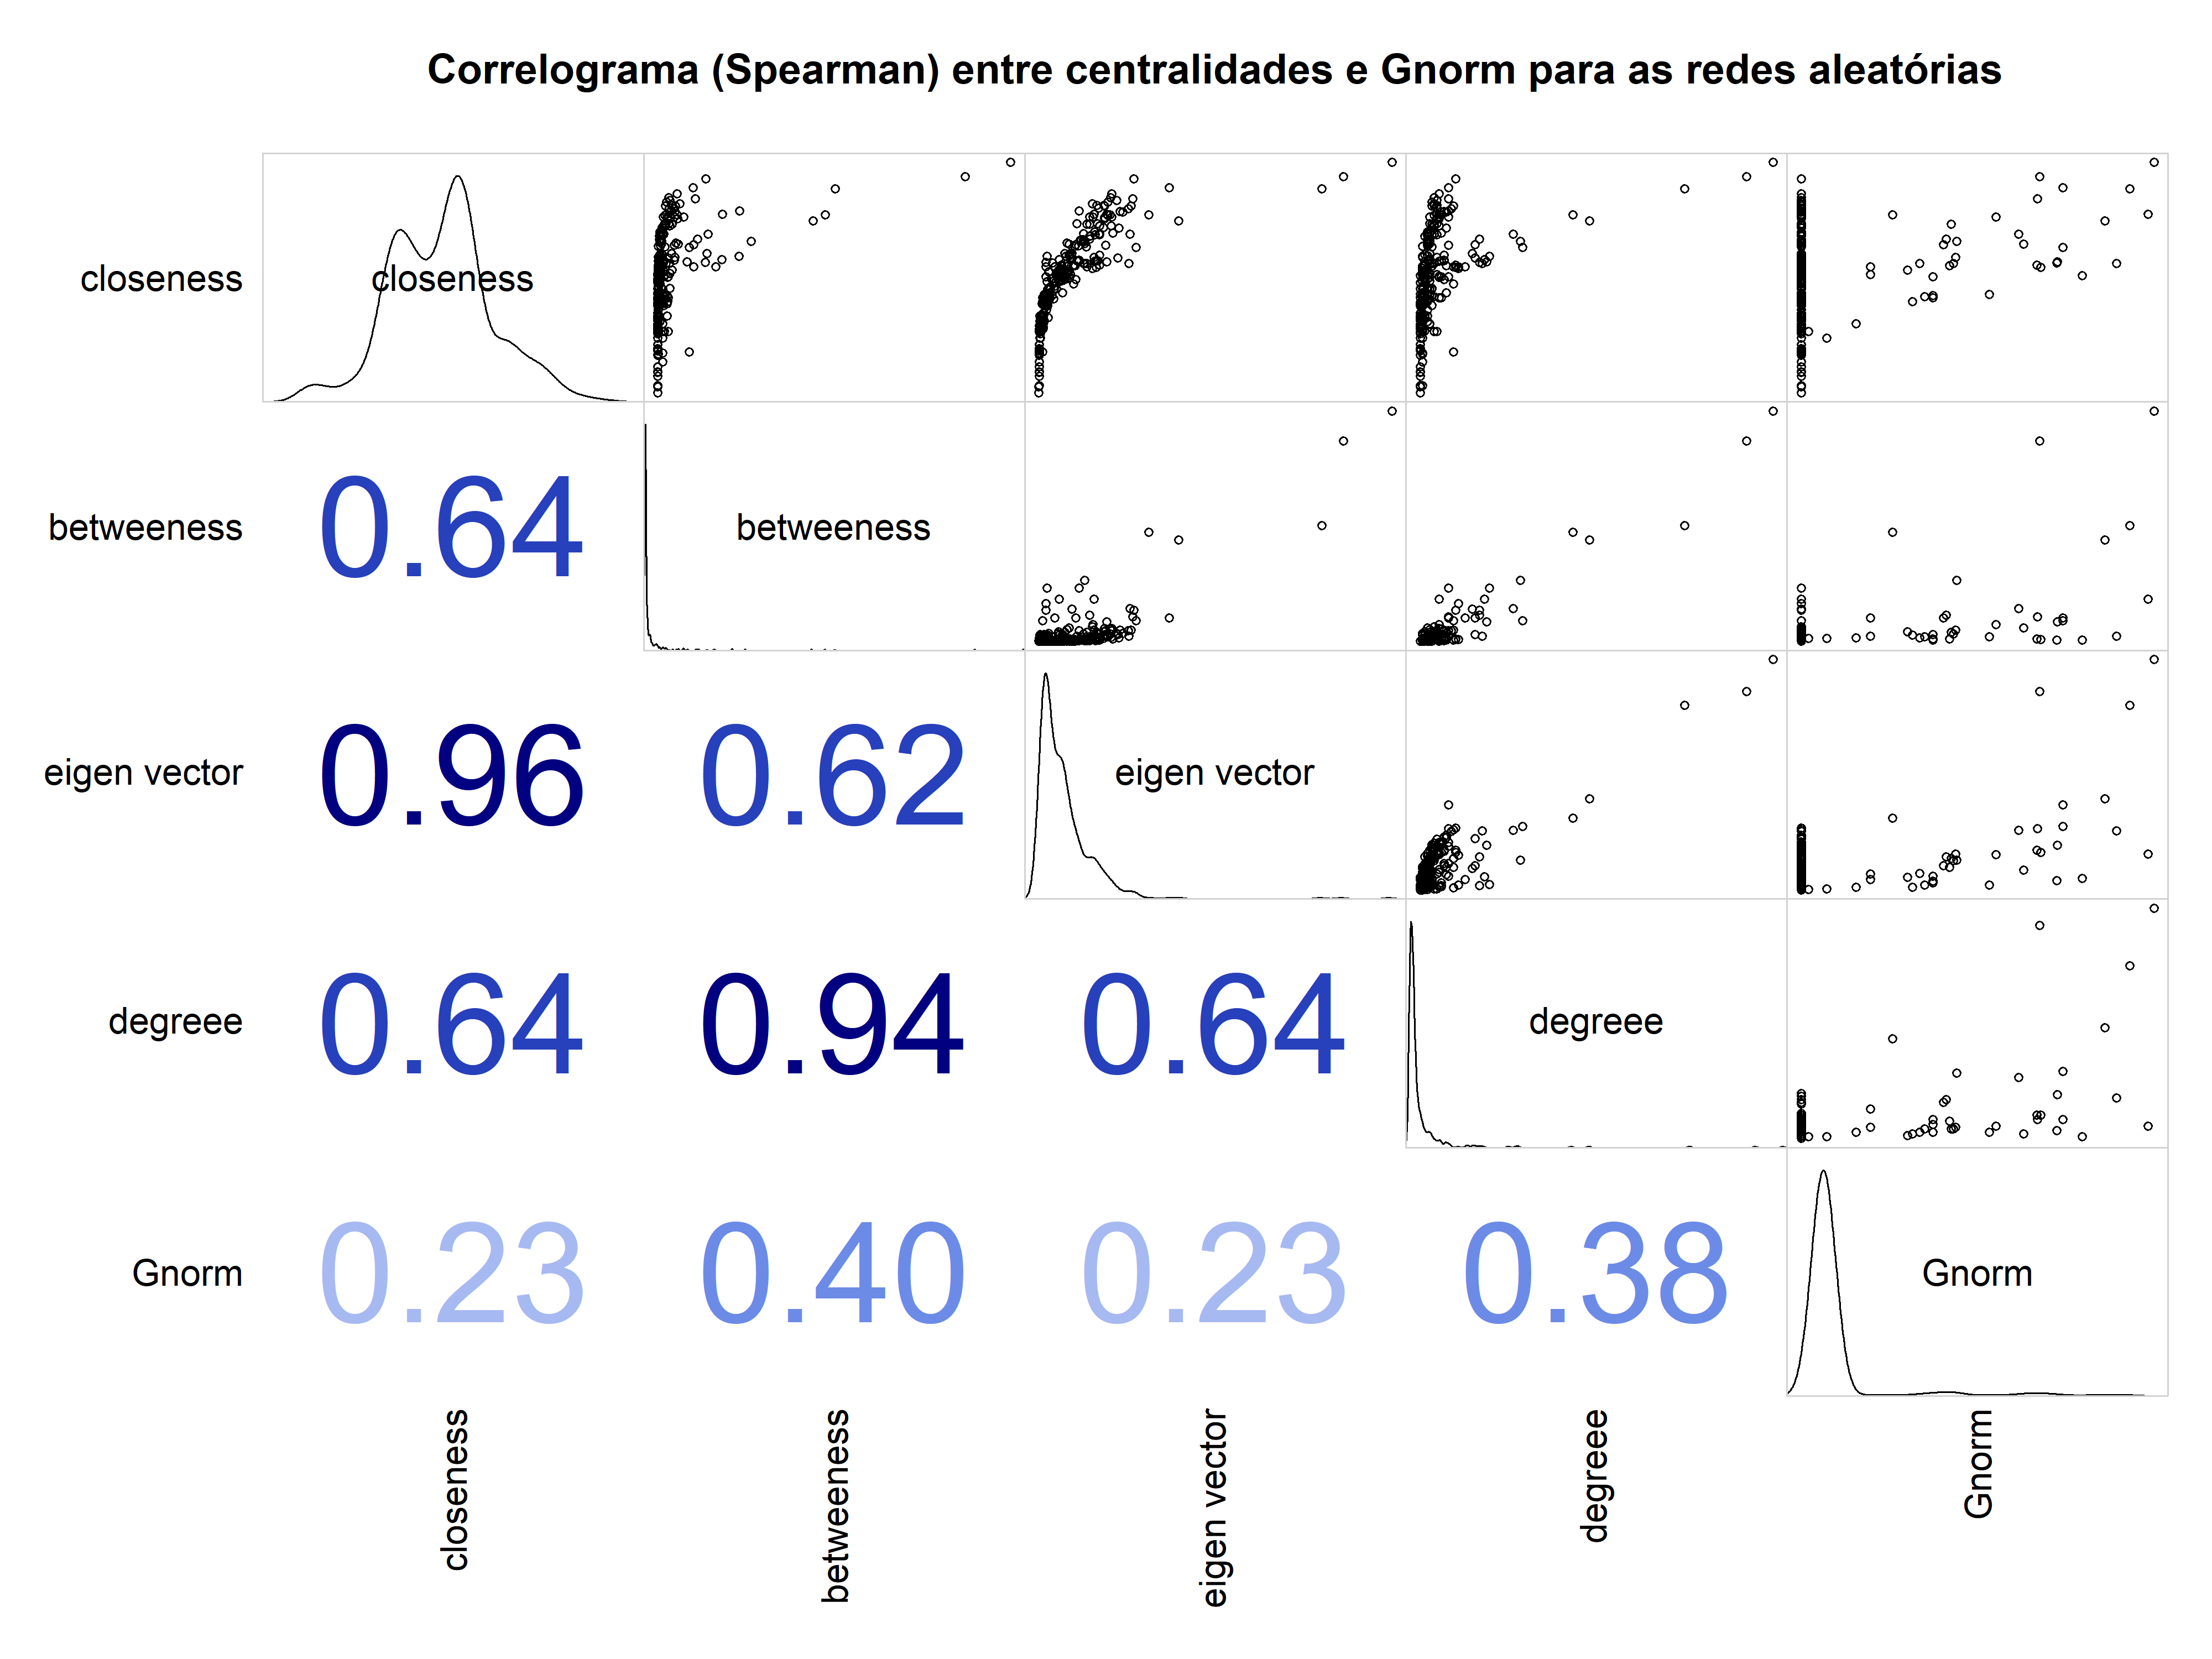 Correlograma (Spearman) entre centralidades e Gnorm para as redes aleatórias
closeness
closeness
betweeness
0.64
betweeness
eigen vector
0.96
0.62
eigen vector
degreee
0.64
0.94
0.64
degreee
Gnorm
0.23
0.40
0.23
0.38
Gnorm
closeness
betweeness
eigen vector
degreee
Gnorm